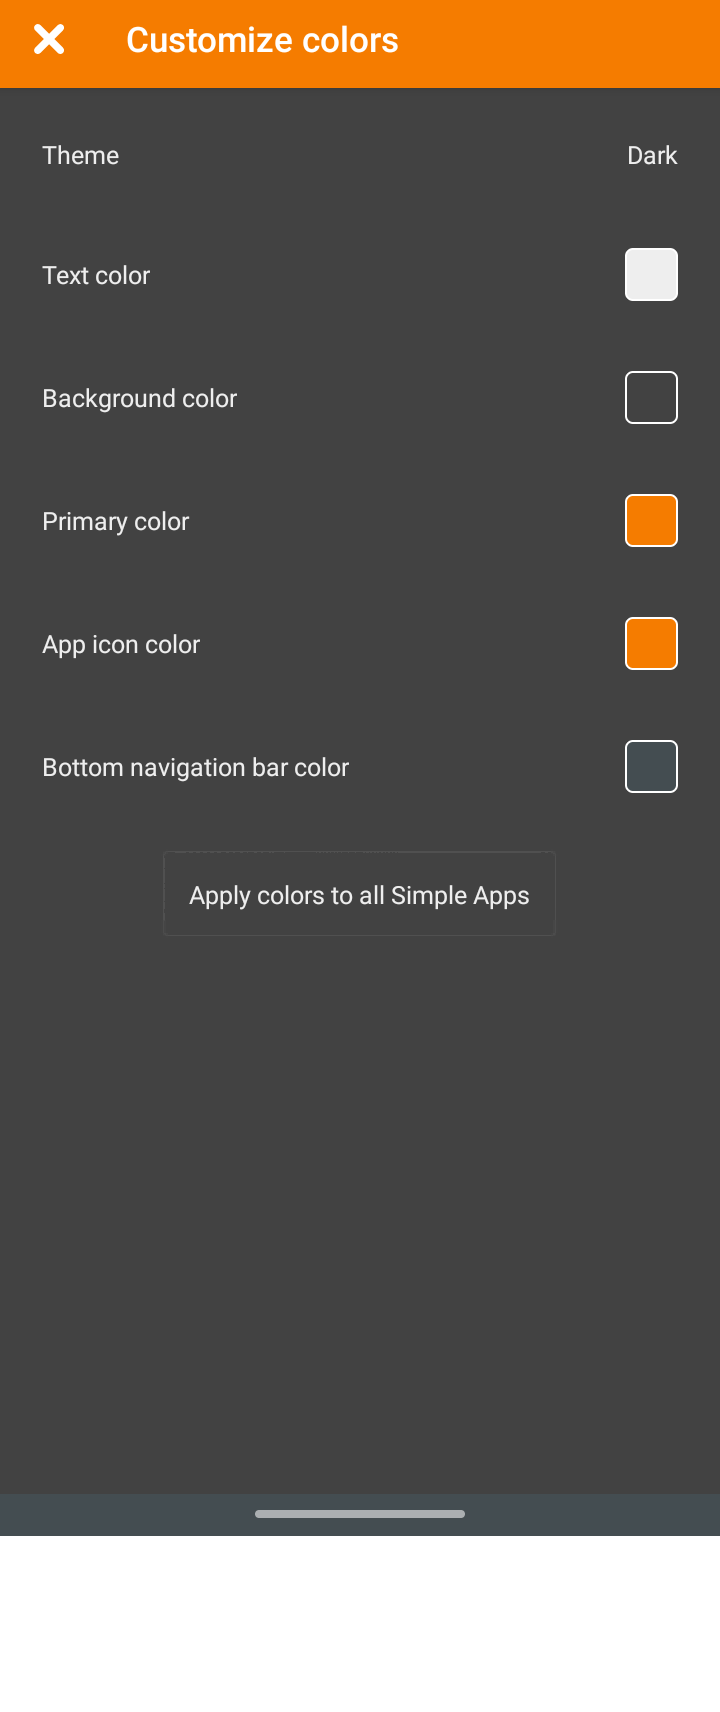 Customize colors
Theme
Dark
Text color
Background color
Primary color
App icon color
Bottom navigation bar color
Apply colors to all Simple Apps